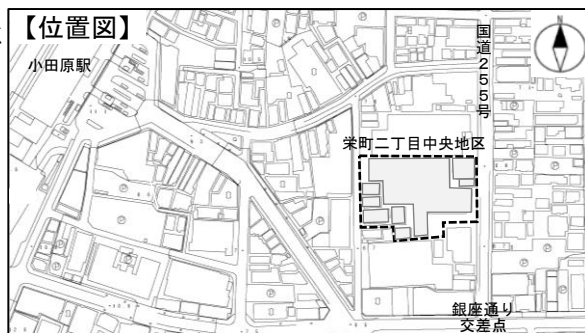 【位置図】
小田原駅
国道255号
N
栄町二丁目中央地区
銀座通り
交差点